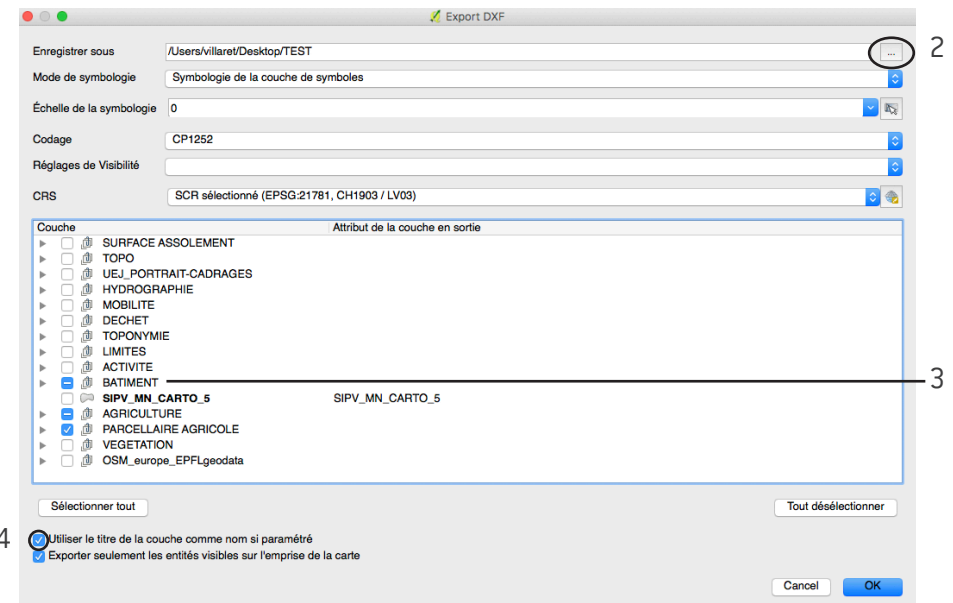 Export DXF
Enregistrer sous /Users/villaret/Desktop/TEST ... 2
Mode de symbologie Symbologie de la couche de symboles
Échelle de la symbologie 0
Codage CP1252
Réglages de Visibilité
CRS SCR sélectionné (EPSG:21781, CH1903 / LV03)
Couche Attribut de la couche en sortie
SURFACE ASSOLEMENT
TOPO
UEJ_PORTRAIT-CADRAGES
HYDROGRAPHIE
MOBILITE
DECHET
TOPONYMIE
LIMITES
ACTIVITE
BATIMENT 3
SIPV_MN_CARTO_5 SIPV_MN_CARTO_5
AGRICULTURE
PARCELLAIRE AGRICOLE
VEGETATION
OSM_europe_EPFLgeodata
Sélectionner tout Tout désélectionner
4 Utiliser le titre de la couche comme nom si paramétré
Exporter seulement les entités visibles sur l'emprise de la carte
Cancel OK